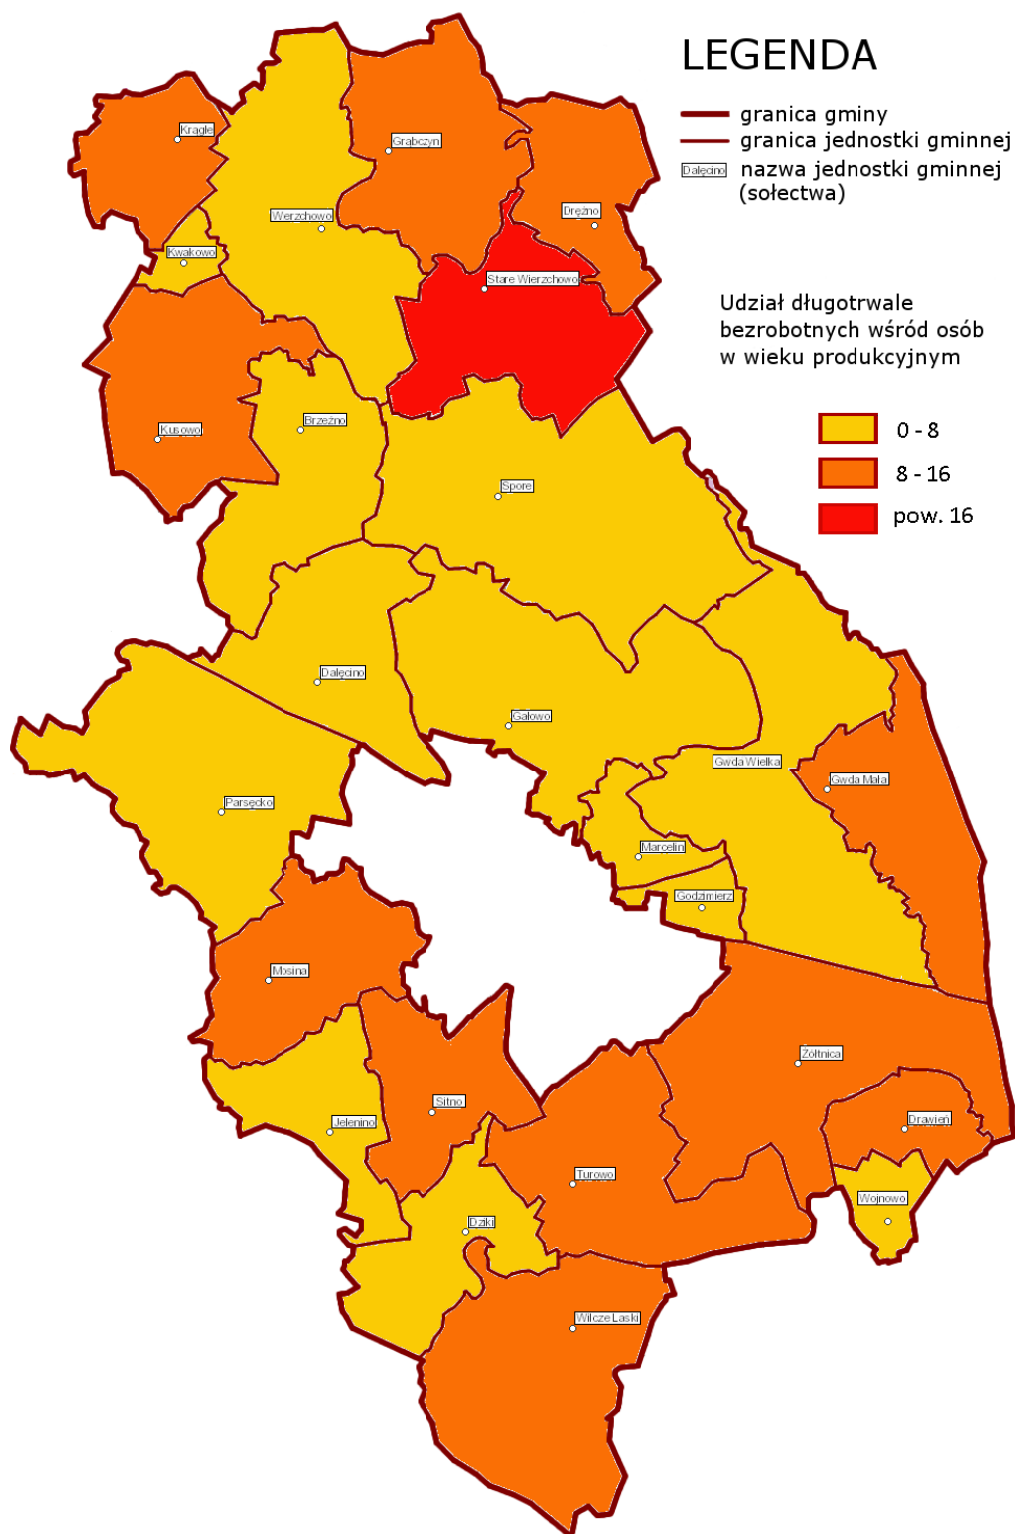 LEGENDA
granica gminy
granica jednostki gminnej
Dalęcino
nazwa jednostki gminnej
(sołectwa)
Udział długotrwale
bezrobotnych wśród osób
w wieku produkcyjnym
0 - 8
8 - 16
pow. 16
Krągłe
Grąbczyn
Drężno
Wierzchowo
Kwakowo
Stare Wierzchowo
Kusowo
Brzeźno
Spore
Dalęcino
Gałowo
Gwda Wielka
Gwda Mała
Parsęcko
Marcelin
Godzimierz
Mosina
Żółtnica
Sitno
Jelenino
Drawień
Turowo
Wojnowo
Dziki
Wilcze Laski